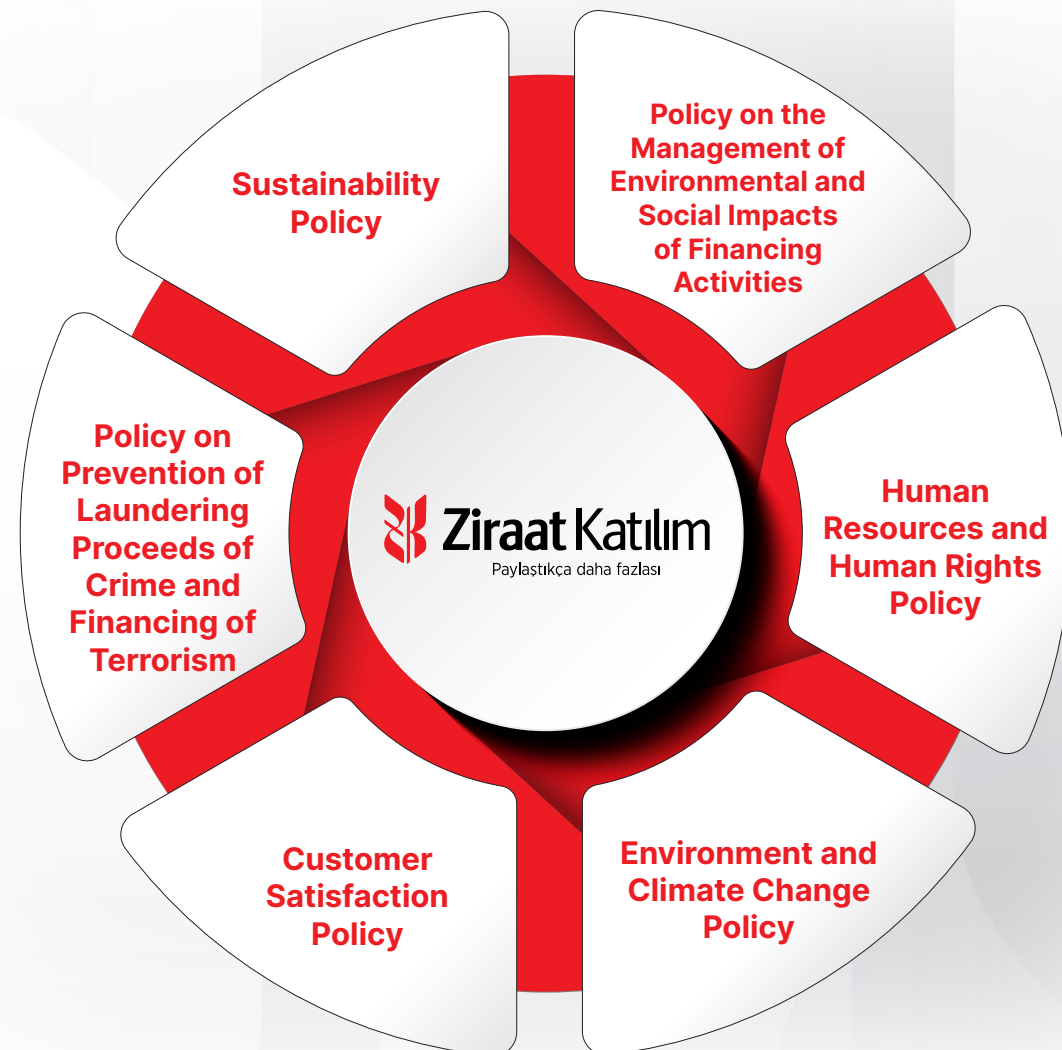 Sustainability
Policy
Policy on the
Management of
Environmental and
Social Impacts
of Financing
Activities
Human
Resources and
Human Rights
Policy
Environment and
Climate Change
Policy
Customer
Satisfaction
Policy
Policy on
Prevention of
Laundering
Proceeds of
Crime and
Financing of
Terrorism
Ziraat Katılım
Paylaştıkça daha fazlası